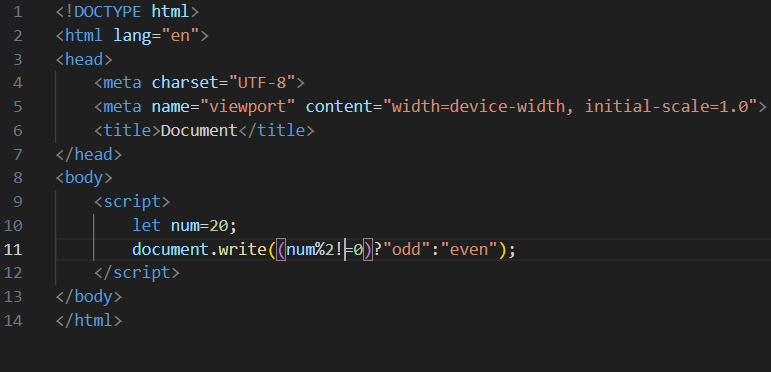 1 <!DOCTYPE html>
2 <html lang="en">
3 <head>
4     <meta charset="UTF-8">
5     <meta name="viewport" content="width=device-width, initial-scale=1.0">
6     <title>Document</title>
7 </head>
8 <body>
9     <script>
10         let num=20;
11         document.write((num%2!=0)?"odd":"even");
12     </script>
13 </body>
14 </html>